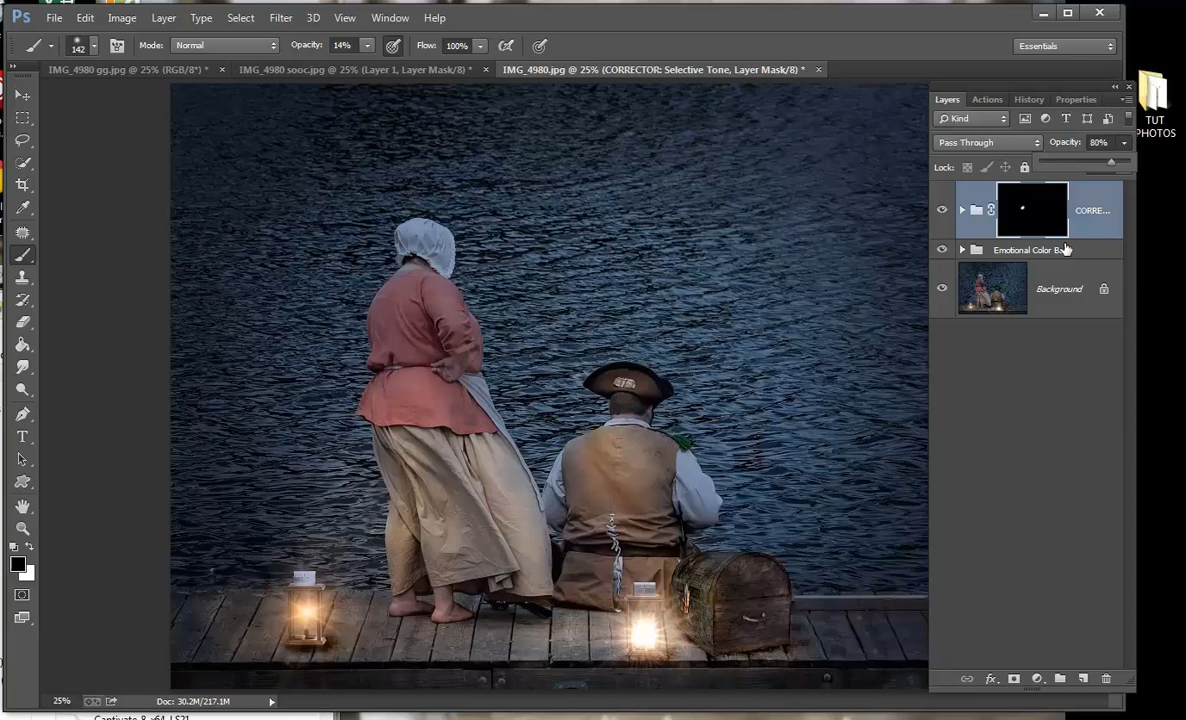 Ps File Edit Image Layer Type Select Filter 3D View Window Help
142 Mode: Normal Opacity: 14% Flow: 100% Essentials
IMG_4980 gg.jpg @ 25% (RGB/8*) * × IMG_4980 sooc.jpg @ 25% (Layer 1, Layer Mask/8) * × IMG_4980.jpg @ 25% (CORRECTOR: Selective Tone, Layer Mask/8) * ×
Layers Actions History Properties
Kind
Pass Through Opacity: 80%
Lock:
CORRE...
Emotional Color Ba
Background
TUT
PHOTOS
25% Doc: 30.2M/217.1M
Captivate_8_x64_LS21